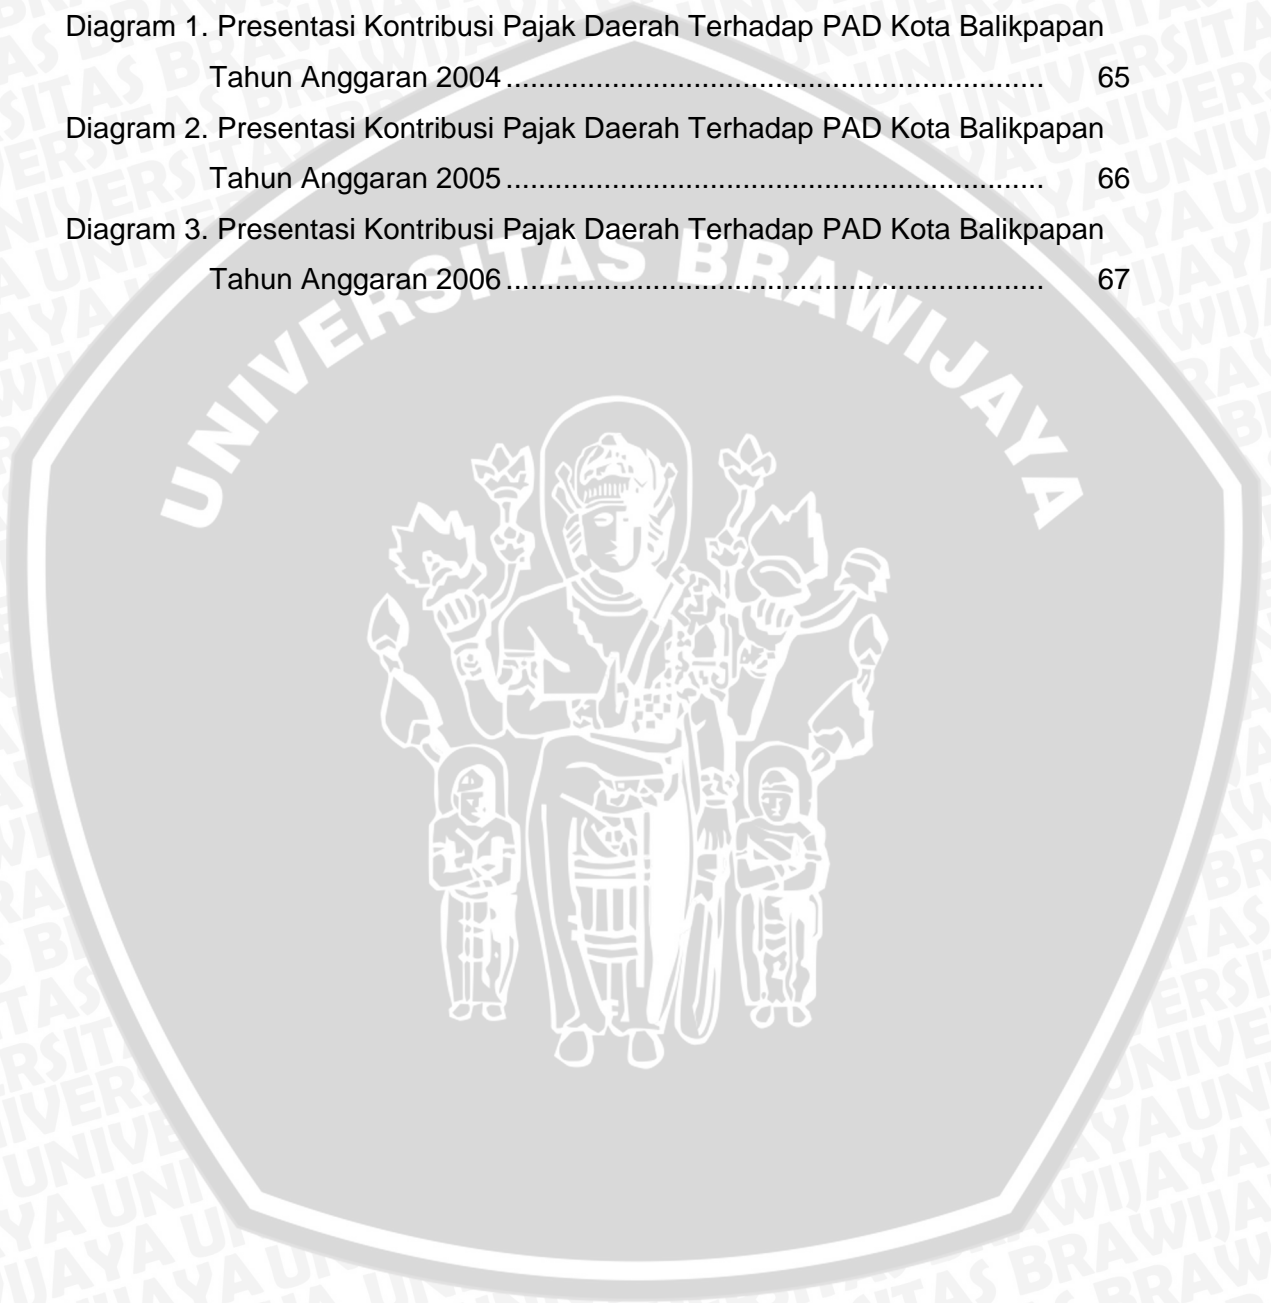 Diagram 1. Presentasi Kontribusi Pajak Daerah Terhadap PAD Kota Balikpapan
Tahun Anggaran 2004 ................................................................. 65
Diagram 2. Presentasi Kontribusi Pajak Daerah Terhadap PAD Kota Balikpapan
Tahun Anggaran 2005 ................................................................. 66
Diagram 3. Presentasi Kontribusi Pajak Daerah Terhadap PAD Kota Balikpapan
Tahun Anggaran 2006 ................................................................. 67
UNIVERSITAS BRAWIJAYA